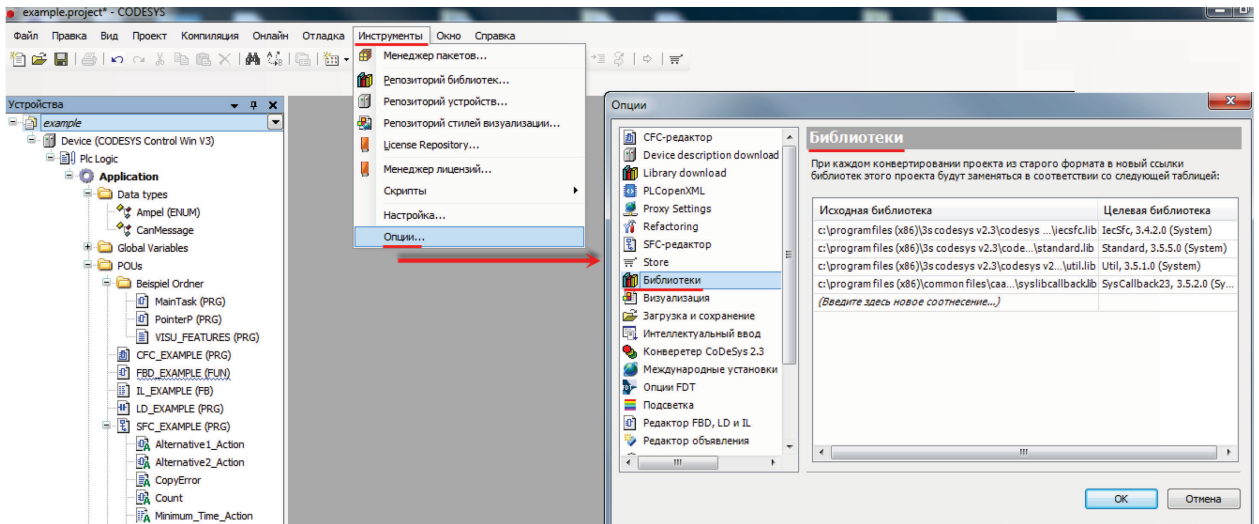 example.project* - CODESYS
Файл Правка Вид Проект Компиляция Онлайн Отладка Инструменты Окно Справка
Менеджер пакетов...
Репозиторий библиотек...
Репозиторий устройств...
Репозиторий стилей визуализации...
License Repository...
Менеджер лицензий...
Скрипты
Настройка...
Опции...
Устройства
example
Device (CODESYS Control Win V3)
Plc Logic
Application
Data types
Ampel (ENUM)
CanMessage
Global Variables
POUs
Beispiel Ordner
MainTask (PRG)
PointerP (PRG)
VISU_FEATURES (PRG)
CFC_EXAMPLE (PRG)
FBD_EXAMPLE (FUN)
IL_EXAMPLE (FB)
LD_EXAMPLE (PRG)
SFC_EXAMPLE (PRG)
Alternative1_Action
Alternative2_Action
CopyError
Count
Minimum_Time_Action
Опции
CFC-редактор
Device description download
Library download
PLCopenXML
Proxy Settings
Refactoring
SFC-редактор
Store
Библиотеки
Визуализация
Загрузка и сохранение
Интеллектуальный ввод
Конверетер CoDeSys 2.3
Международные установки
Опции FDT
Подсветка
Редактор FBD, LD и IL
Редактор объявления
Библиотеки
При каждом конвертировании проекта из старого формата в новый ссылки
библиотек этого проекта будут заменяться в соответствии со следующей таблицей:
Исходная библиотека Целевая библиотека
c:\program files (x86)\3s codesys v2.3\codesys ...\iecsfc.lib IecSfc, 3.4.2.0 (System)
c:\program files (x86)\3s codesys v2.3\code...\standard.lib Standard, 3.5.5.0 (System)
c:\program files (x86)\3s codesys v2.3\codesys v2...\util.lib Util, 3.5.1.0 (System)
c:\program files (x86)\common files\caa...\syslibcallback.lib SysCallback23, 3.5.2.0 (Sy...
(Введите здесь новое соотнесение...)
OK Отмена